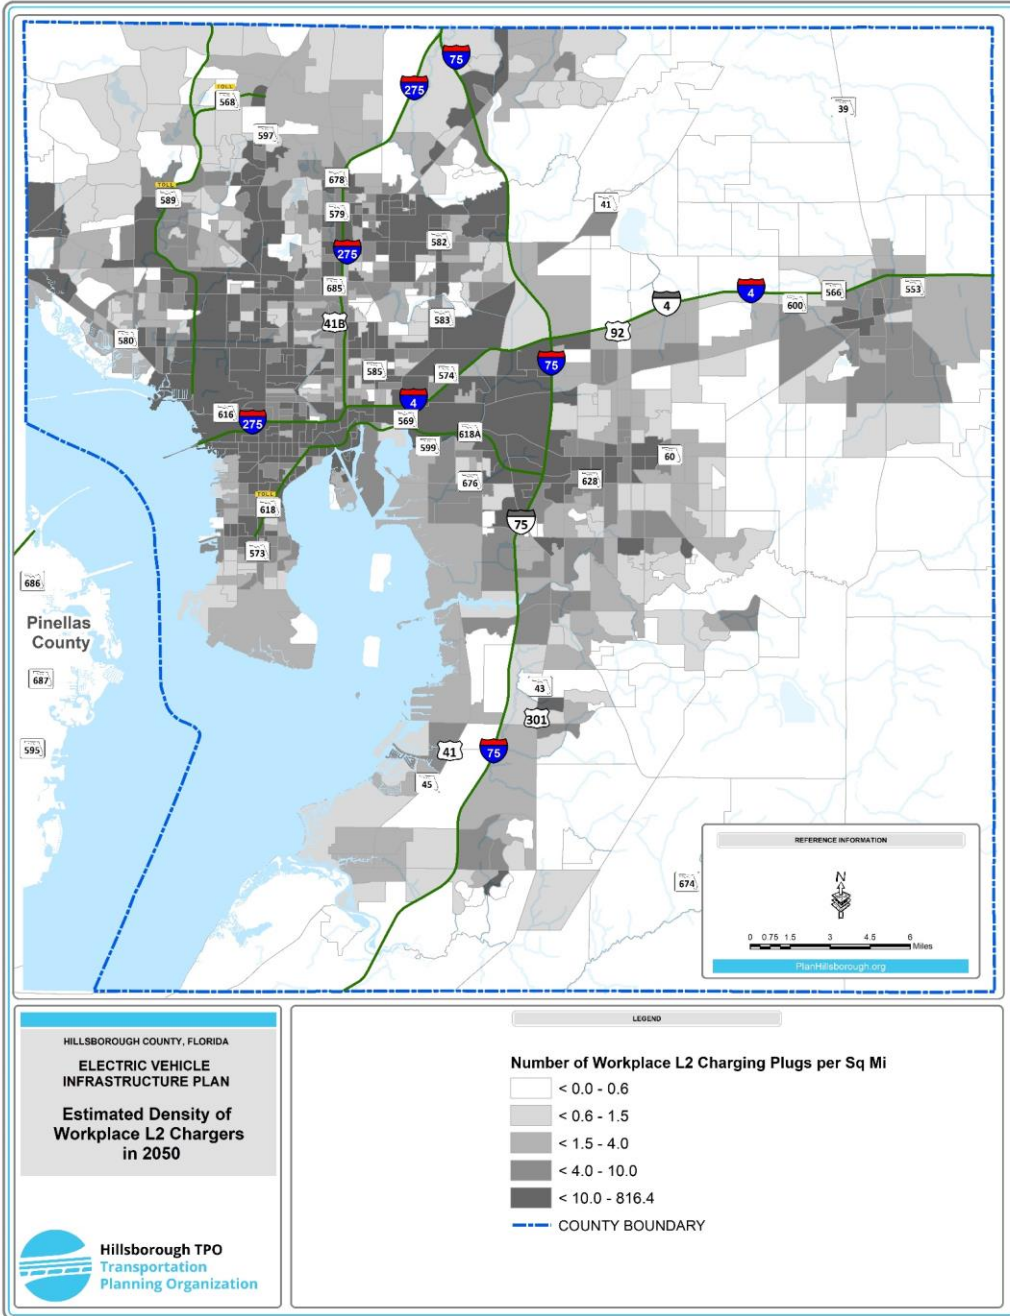 75
275
TOLL
568
39
597
678
TOLL
589
579
41
582
275
685
4
566
553
600
4
41B
583
92
580
75
585
574
4
616
275
569
618A
599
60
676
628
TOLL
618
75
573
686
Pinellas
County
687
43
301
595
41
75
45
REFERENCE INFORMATION
N
674
0 0.75 1.5 3 4.5 6
Miles
PlanHillsborough.org
HILLSBOROUGH COUNTY, FLORIDA
ELECTRIC VEHICLE
INFRASTRUCTURE PLAN
Estimated Density of
Workplace L2 Chargers
in 2050
Hillsborough TPO
Transportation
Planning Organization
LEGEND
Number of Workplace L2 Charging Plugs per Sq Mi
< 0.0 - 0.6
< 0.6 - 1.5
< 1.5 - 4.0
< 4.0 - 10.0
< 10.0 - 816.4
COUNTY BOUNDARY